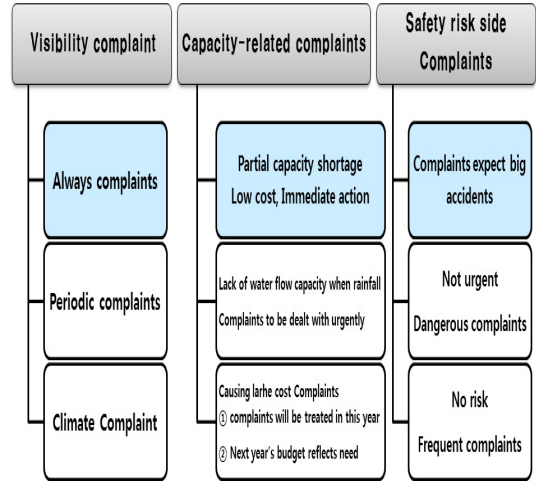 Visibility complaint
Always complaints
Periodic complaints
Climate Complaint
Capacity-related complaints
Partial capacity shortage
Low cost, Immediate action
Lack of water flow capacity when rainfall
Complaints to be dealt with urgently
Causing larhe cost Complaints
① complaints will be treated in this year
② Next year's budget reflects need
Safety risk side
Complaints
Complaints expect big
accidents
Not urgent
Dangerous complaints
No risk
Frequent complaints